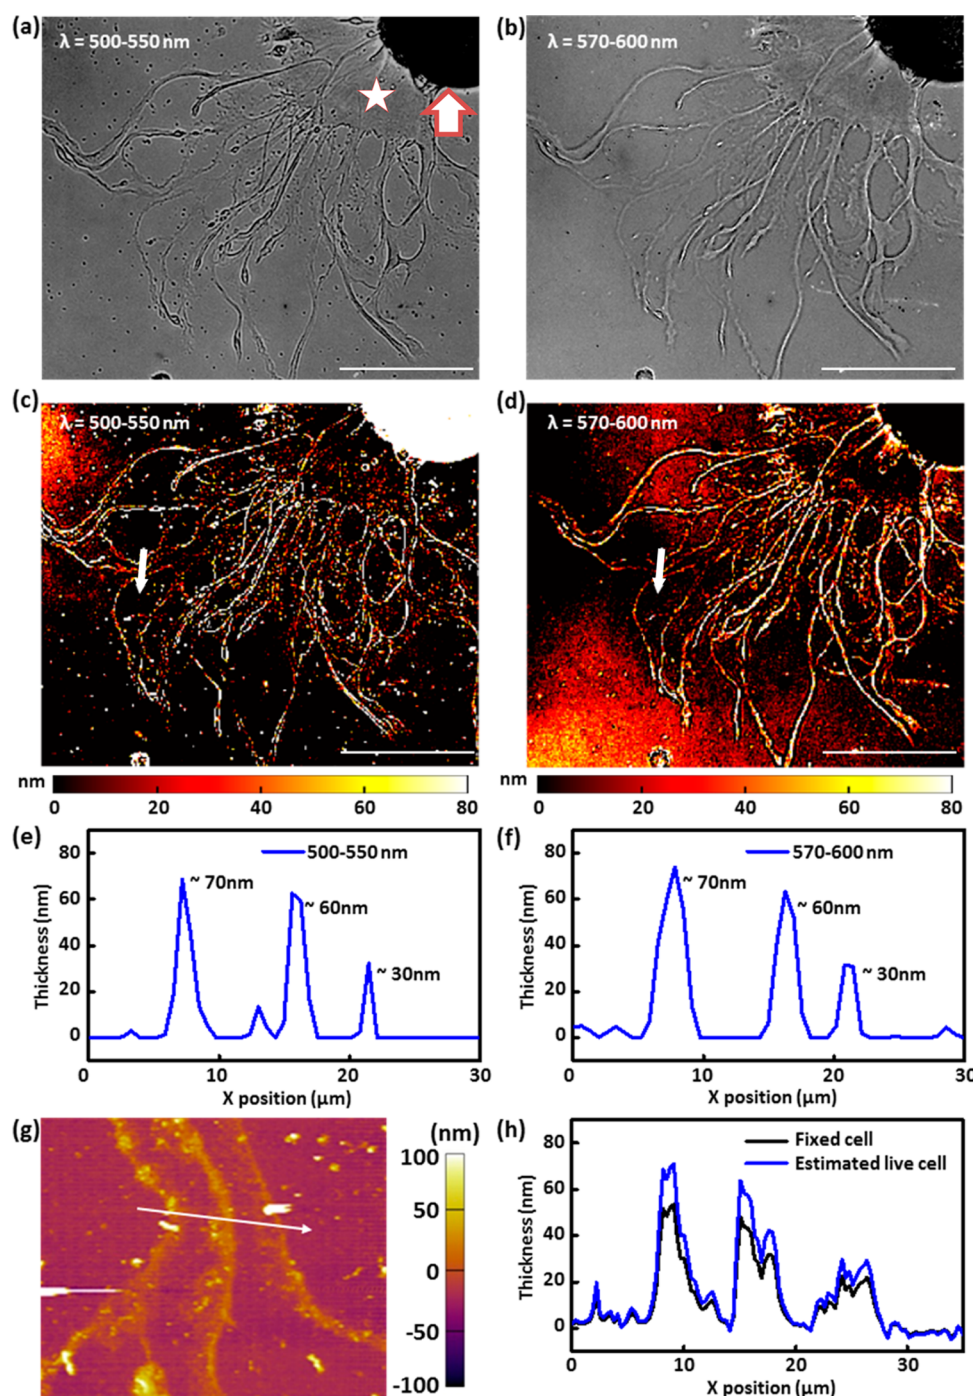 (a)
λ = 500-550 nm
(b)
λ = 570-600 nm
(c)
λ = 500-550 nm
(d)
λ = 570-600 nm
nm
0 20 40 60 80
nm
0 20 40 60 80
(e)
500-550 nm
~ 70nm
~ 60nm
~ 30nm
Thickness (nm)
80
60
40
20
0
0 10 20 30
X position (μm)
(f)
570-600 nm
~ 70nm
~ 60nm
~ 30nm
Thickness (nm)
80
60
40
20
0
0 10 20 30
X position (μm)
(g)
(nm)
100
50
0
-50
-100
(h)
Fixed cell
Estimated live cell
Thickness (nm)
80
60
40
20
0
0 10 20 30
X position (μm)